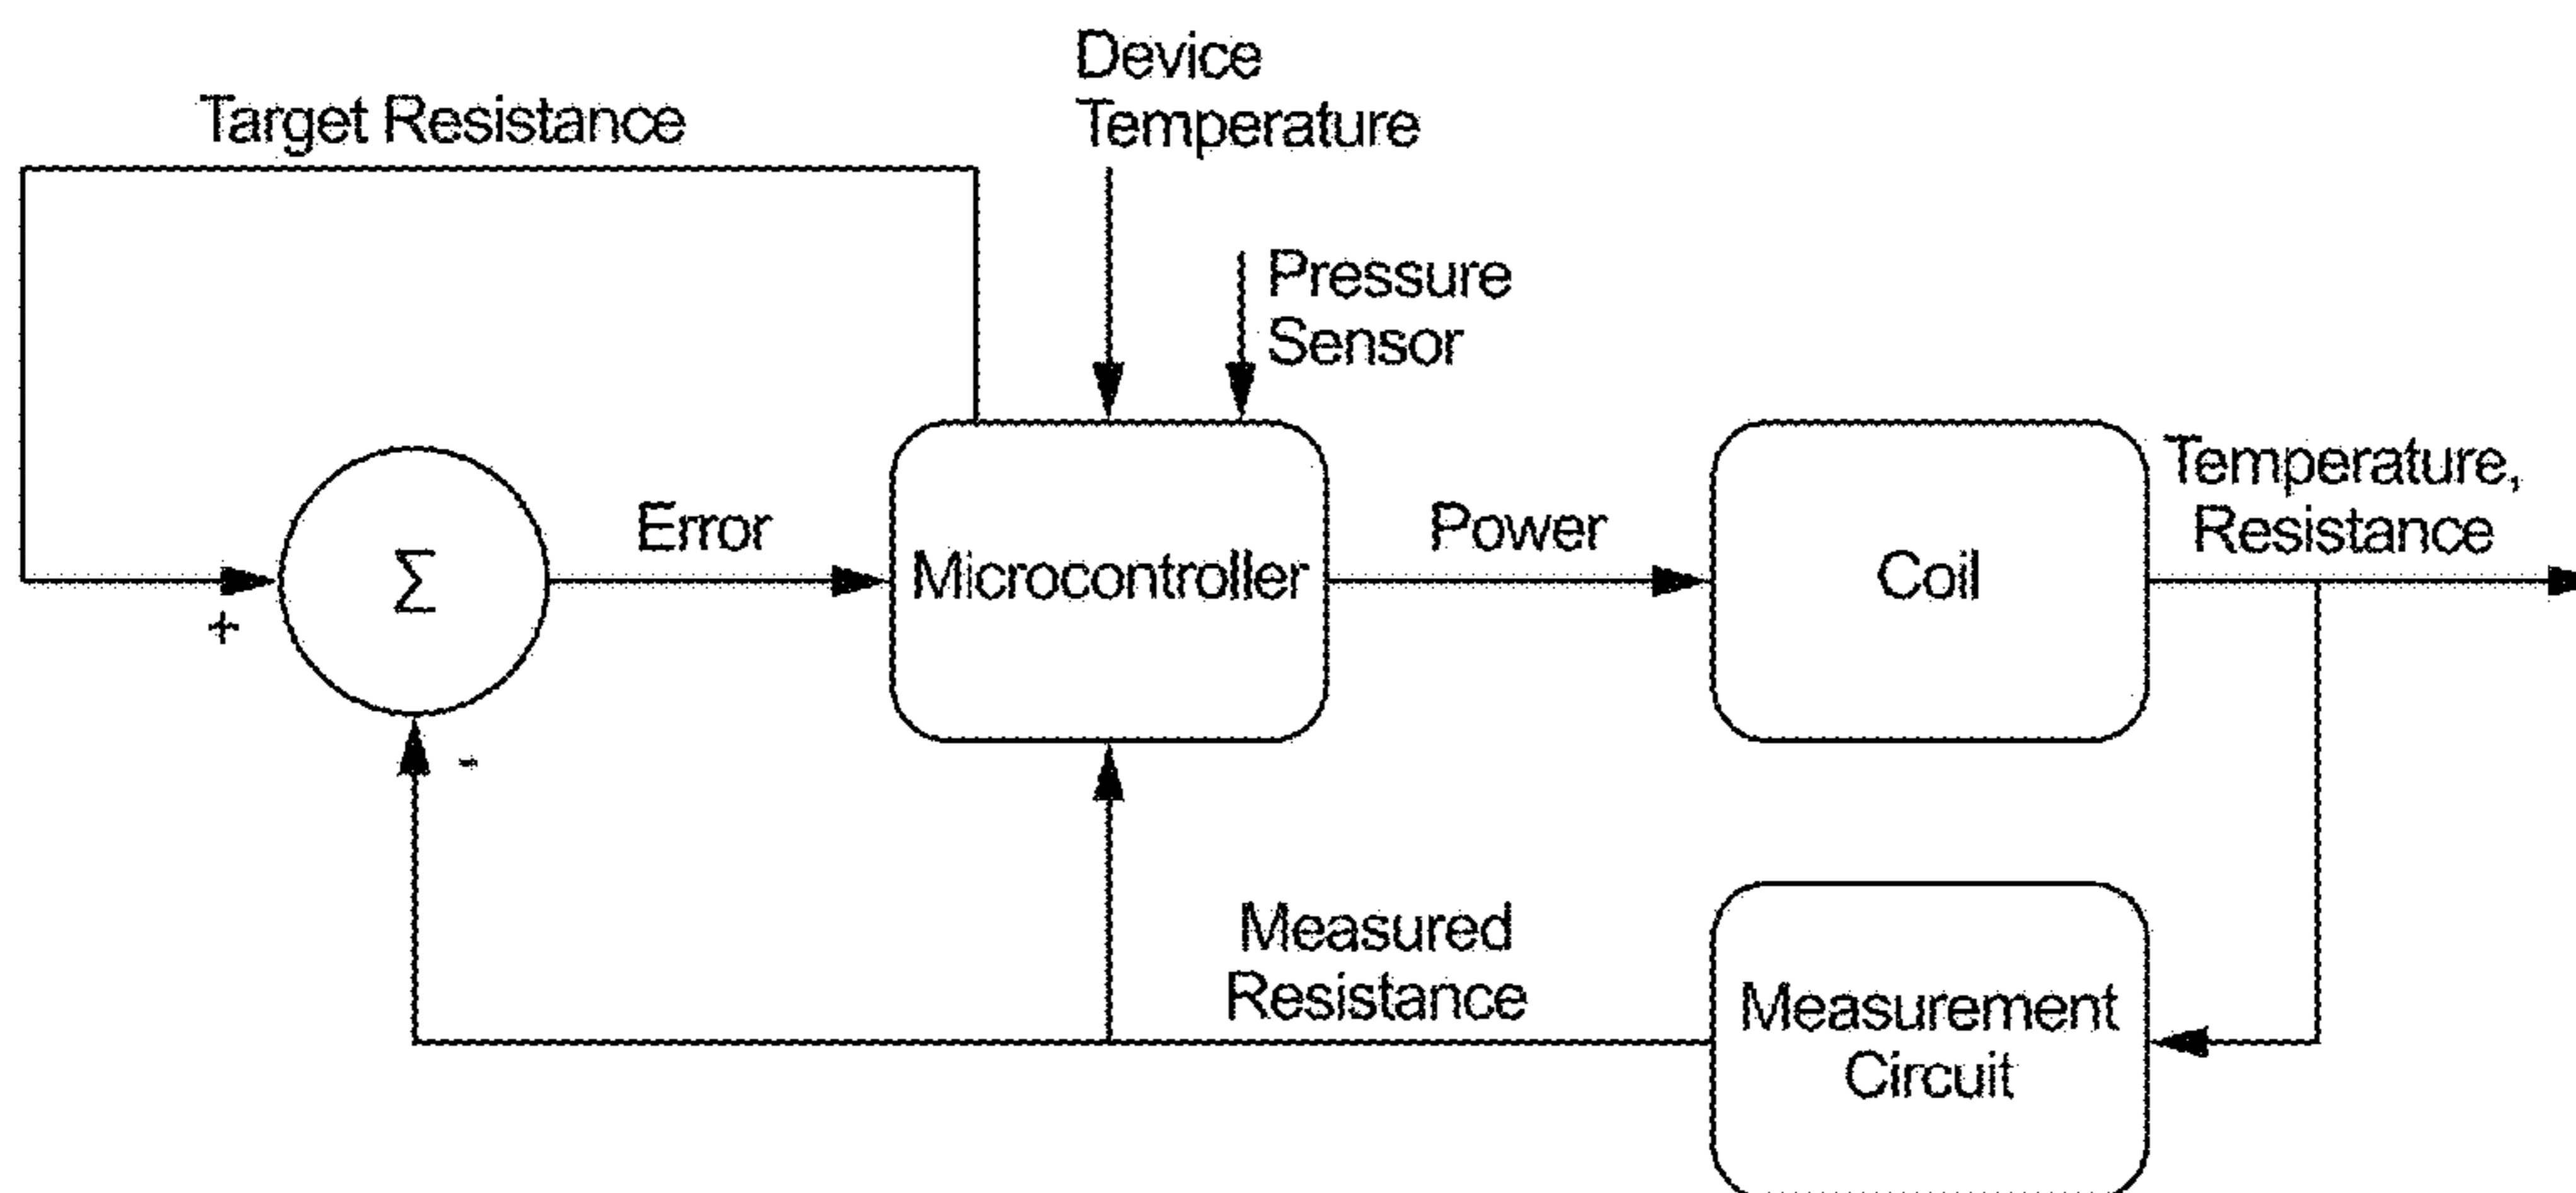 Device
Temperature
Target Resistance
Pressure
Sensor
Temperature,
Resistance
Error
Power
Σ
Microcontroller
Coil
+
-
Measured
Resistance
Measurement
Circuit